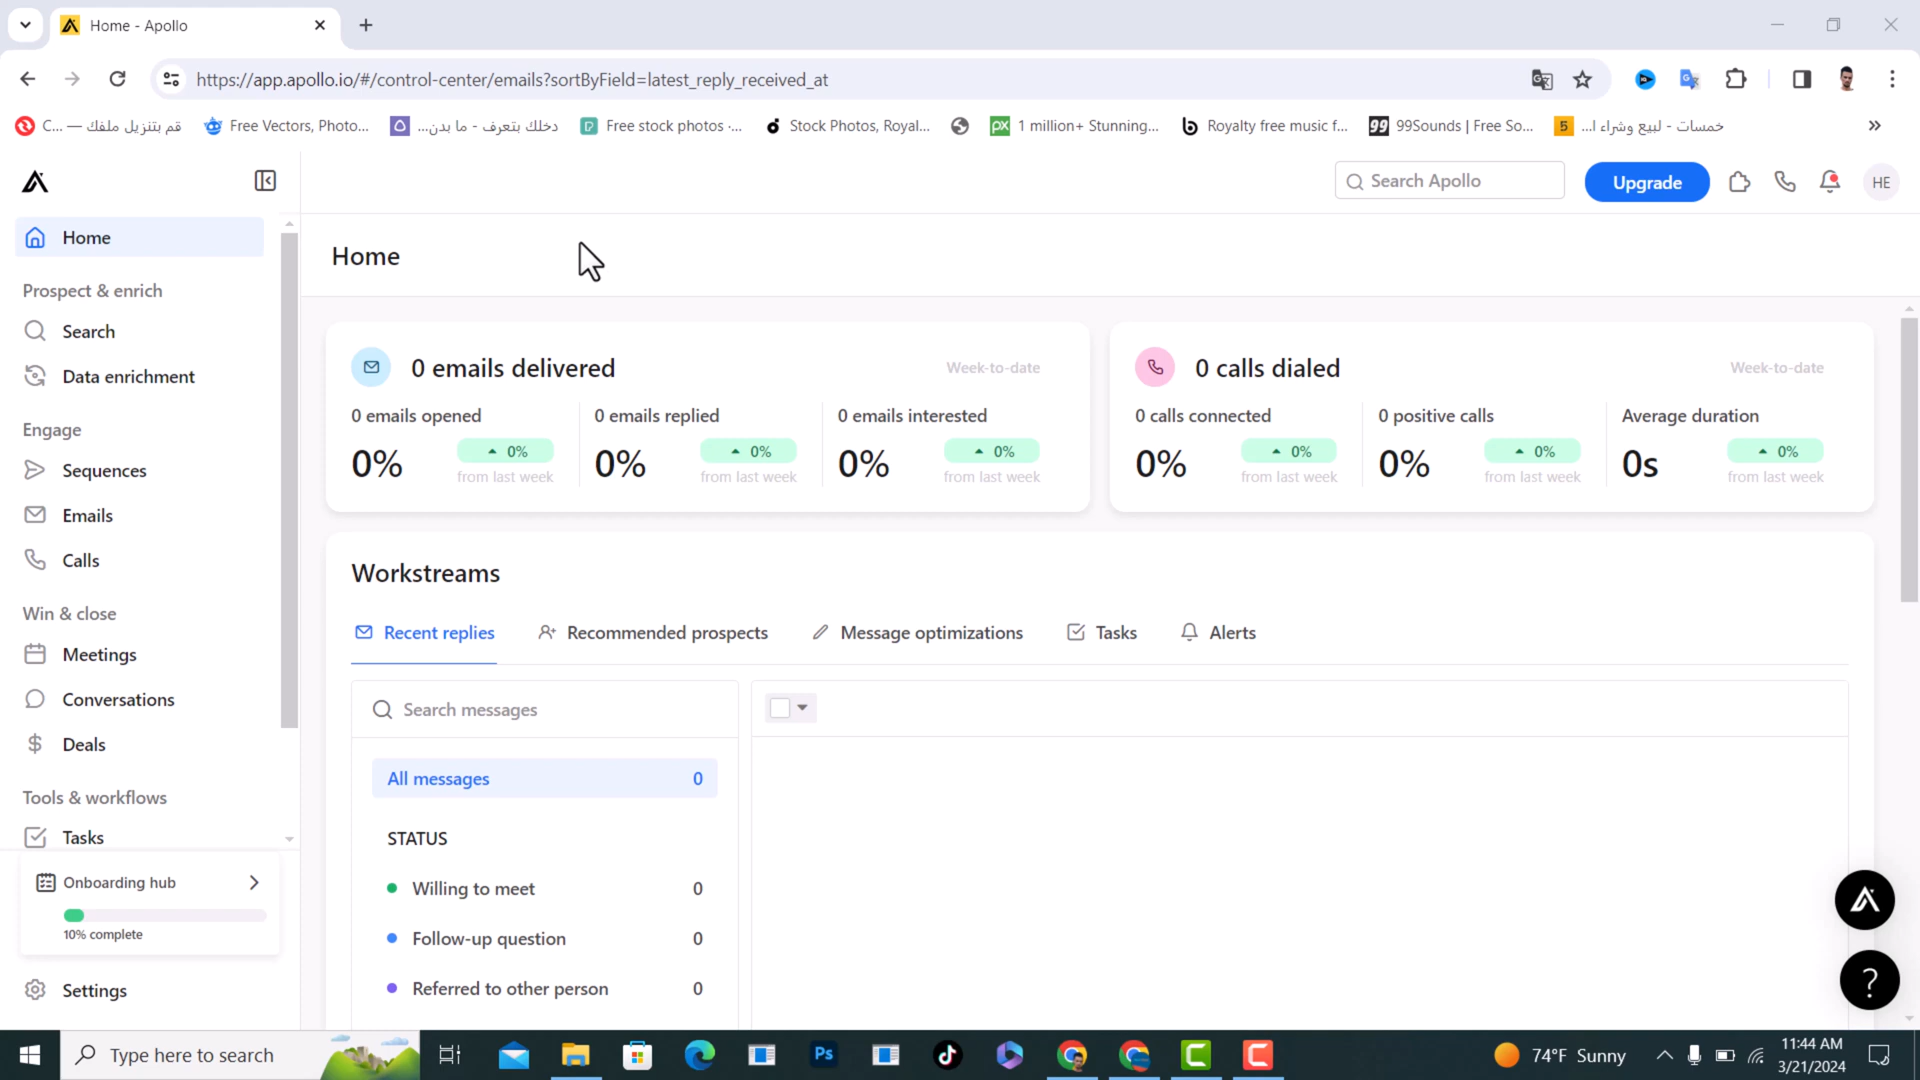 Home - Apollo
https://app.apollo.io/#/control-center/emails?sortByField=latest_reply_received_at
قم بتنزيل ملفك — C...
Free Vectors, Photo...
دخلك بتعرف - ما بدن...
Free stock photos -...
Stock Photos, Royal...
1 million+ Stunning...
Royalty free music f...
99Sounds | Free So...
خمسات - لبيع وشراء ا...
Search Apollo
Upgrade
HE
Home
Home
Prospect & enrich
Search
Data enrichment
Engage
Sequences
Emails
Calls
Win & close
Meetings
Conversations
Deals
Tools & workflows
Tasks
Onboarding hub
10% complete
Settings
0 emails delivered
Week-to-date
0 emails opened
0%
0%
from last week
0 emails replied
0%
0%
from last week
0 emails interested
0%
0%
from last week
0 calls dialed
Week-to-date
0 calls connected
0%
0%
from last week
0 positive calls
0%
0%
from last week
Average duration
0s
0%
from last week
Workstreams
Recent replies
Recommended prospects
Message optimizations
Tasks
Alerts
Search messages
All messages 0
STATUS
Willing to meet 0
Follow-up question 0
Referred to other person 0
?
Type here to search
Ps
74°F Sunny
11:44 AM
3/21/2024